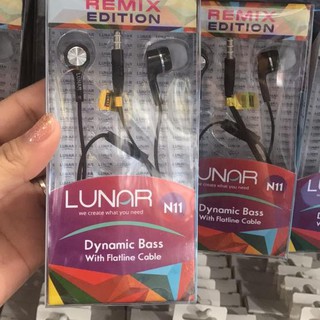 REMIX
EDITION
LUNAR N11
we create what you need
Dynamic Bass
With Flatline Cable
REMIX
EDITION
LUNAR N11
we create what you need
Dynamic Bass
With Flatline Cable